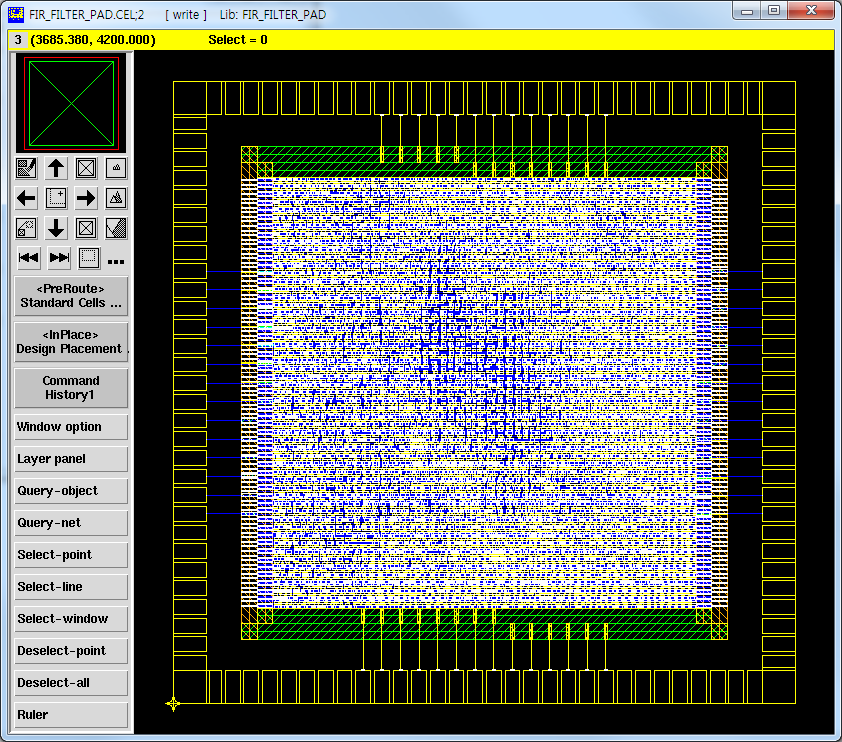 FIR_FILTER_PAD.CEL;2 [ write ] Lib: FIR_FILTER_PAD
3 (3685.380, 4200.000) Select = 0
<PreRoute>
Standard Cells ...
<InPlace>
Design Placement .
Command
History1
Window option
Layer panel
Query-object
Query-net
Select-point
Select-line
Select-window
Deselect-point
Deselect-all
Ruler